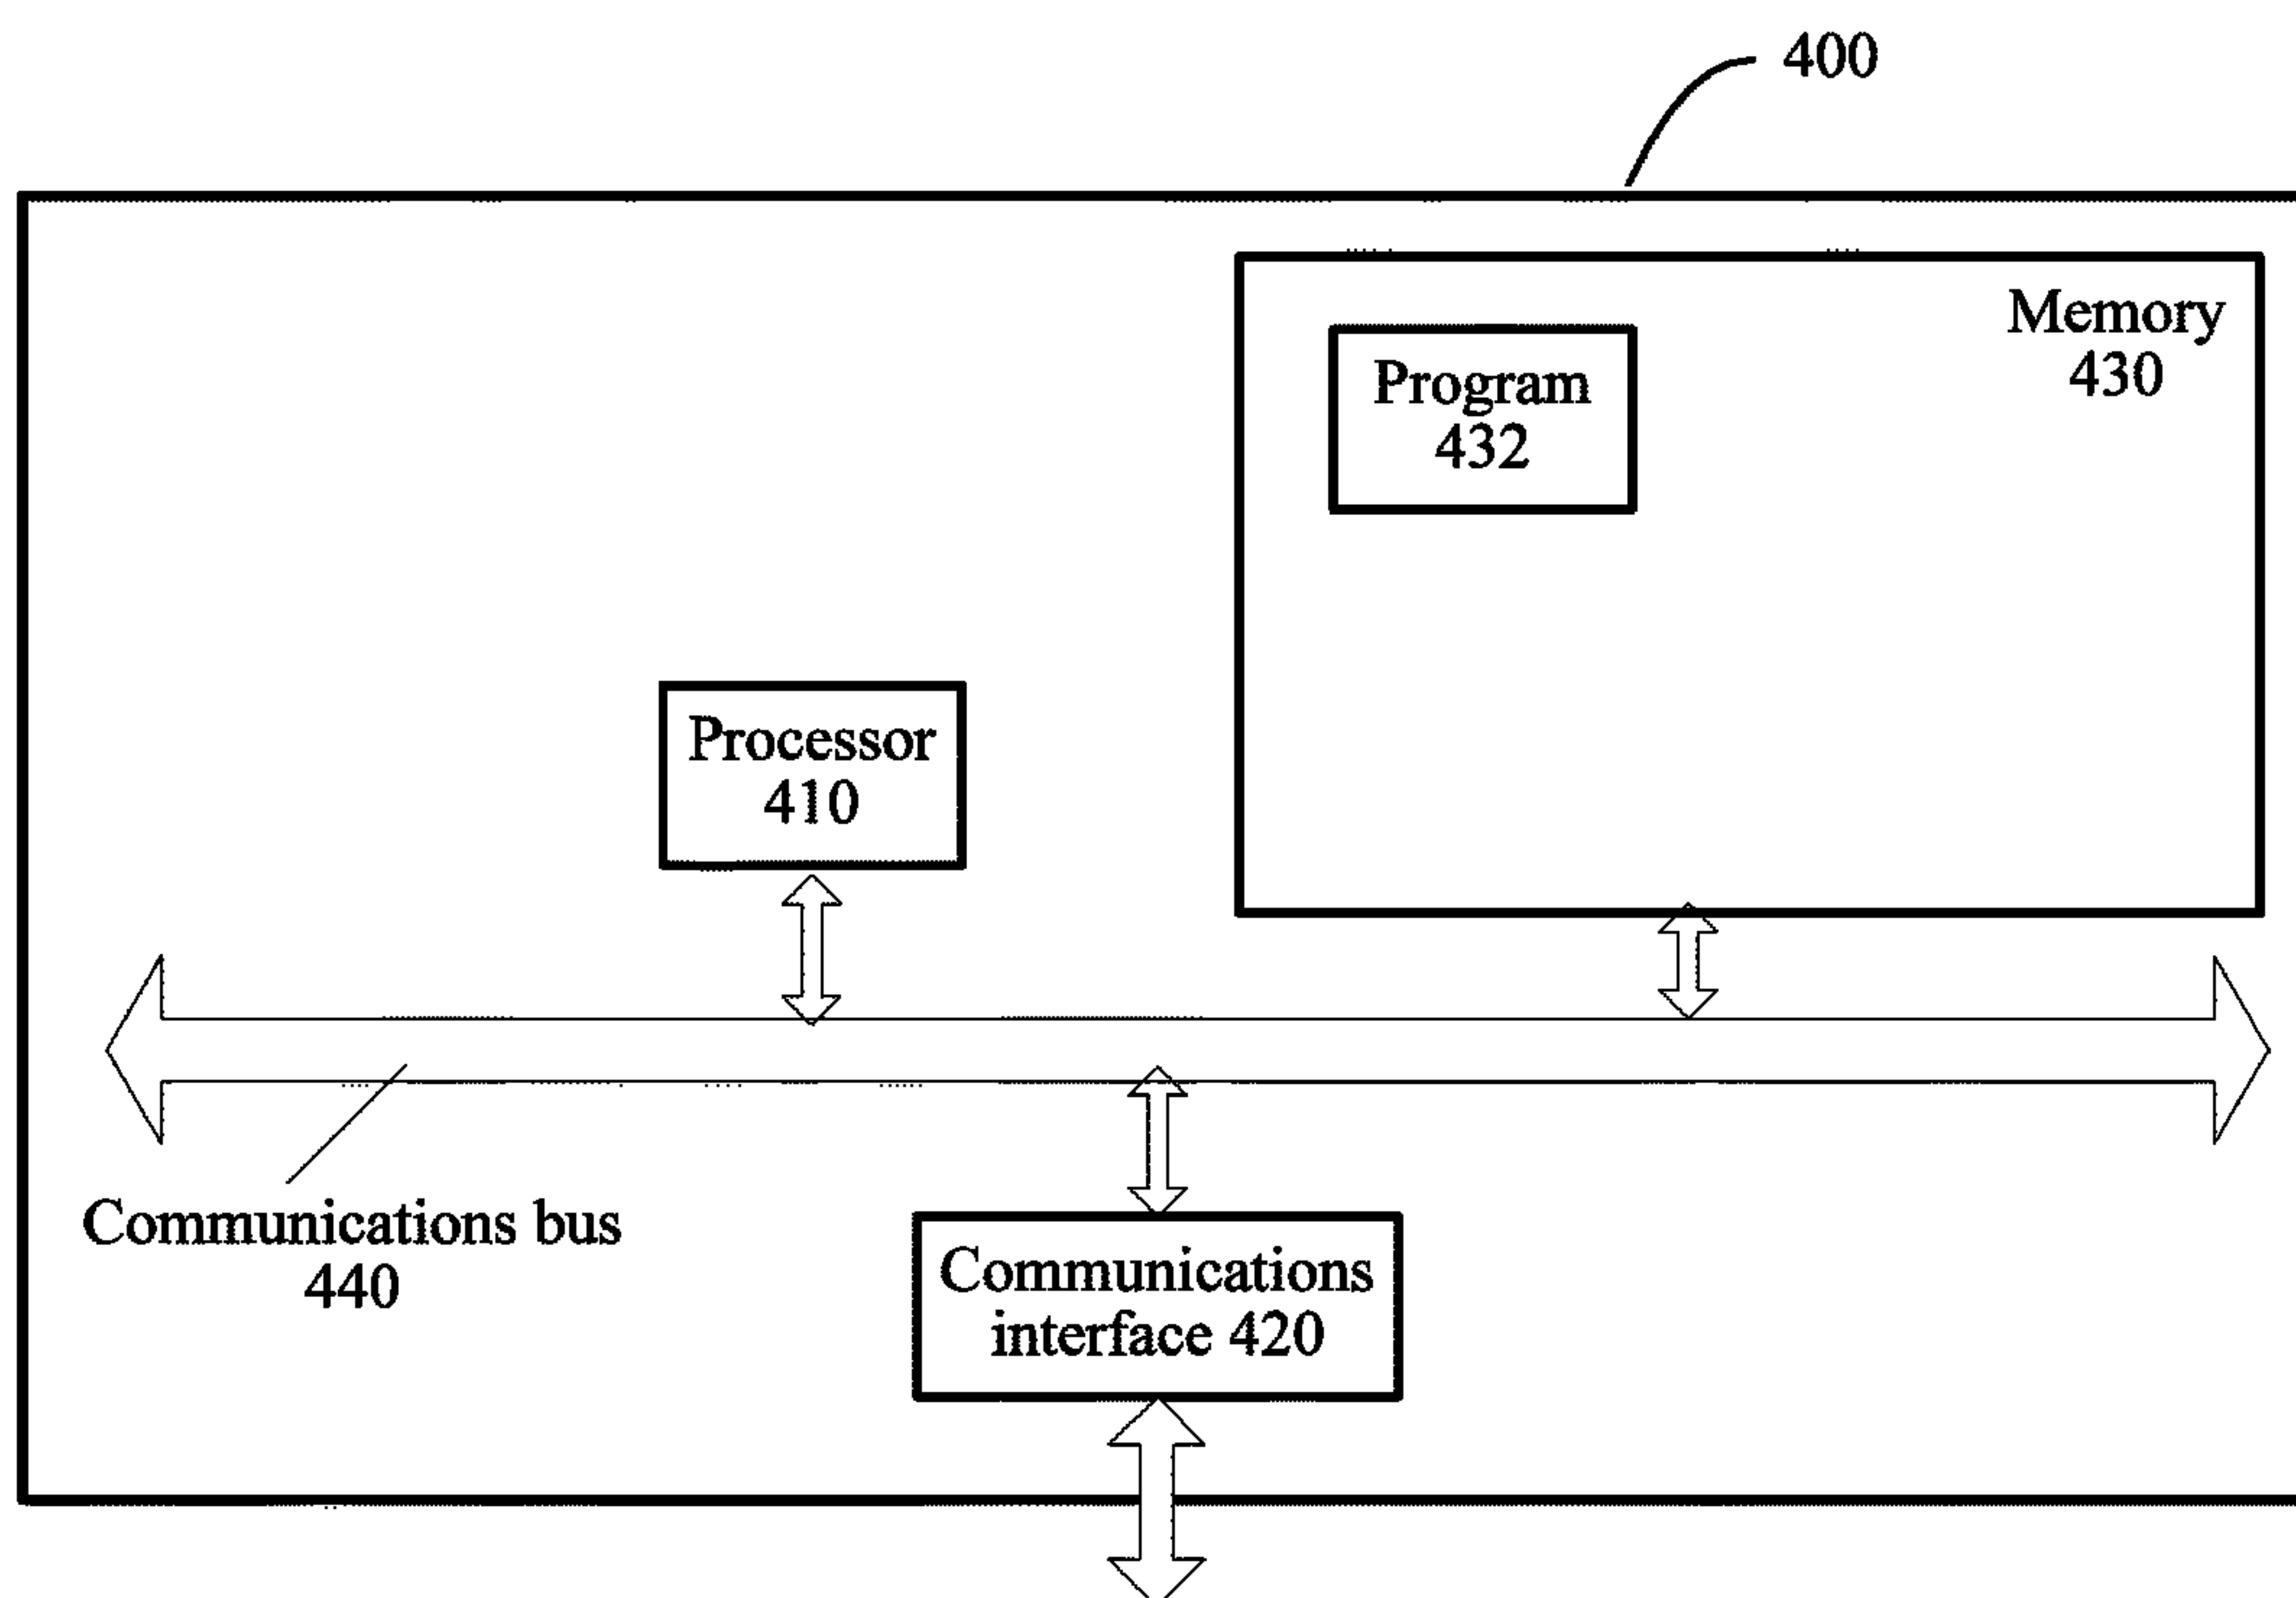 400
Memory
430
Program
432
Processor
410
Communications bus
440
Communications
interface 420